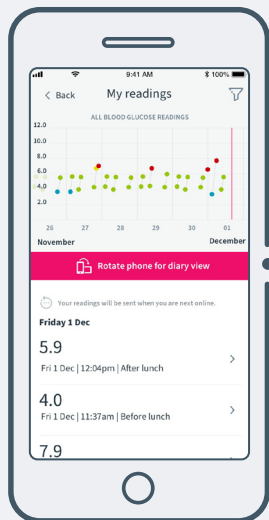 9:41 AM
100%
Back
My readings
ALL BLOOD GLUCOSE READINGS
12.0
10.0
8.0
6.0
4.0
2.0
26 27 28 29 30 01
November December
Rotate phone for diary view
Your readings will be sent when you are next online.
Friday 1 Dec
5.9
Fri 1 Dec | 12:04pm | After lunch
4.0
Fri 1 Dec | 11:37am | Before lunch
7.9